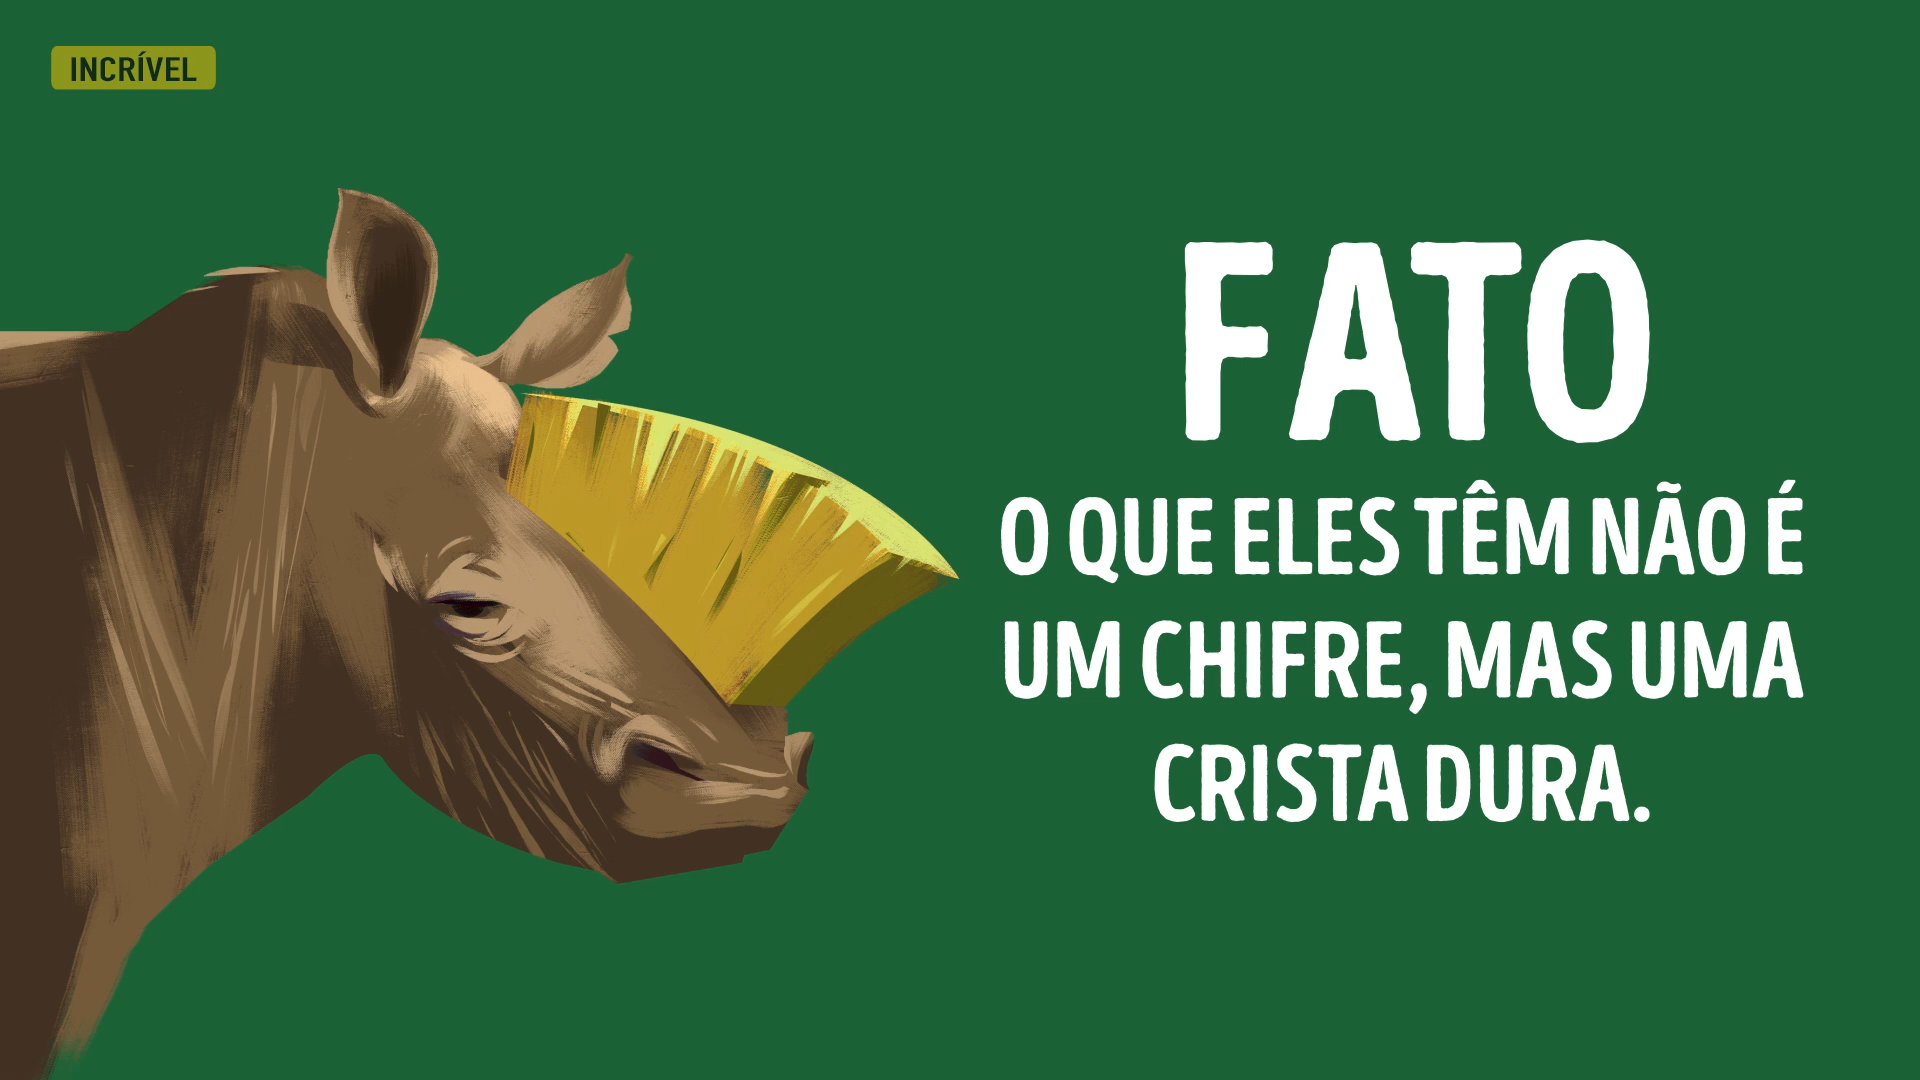 INCRÍVEL
FATO
O QUE ELES TÊM NÃO É
UM CHIFRE, MAS UMA
CRISTA DURA.